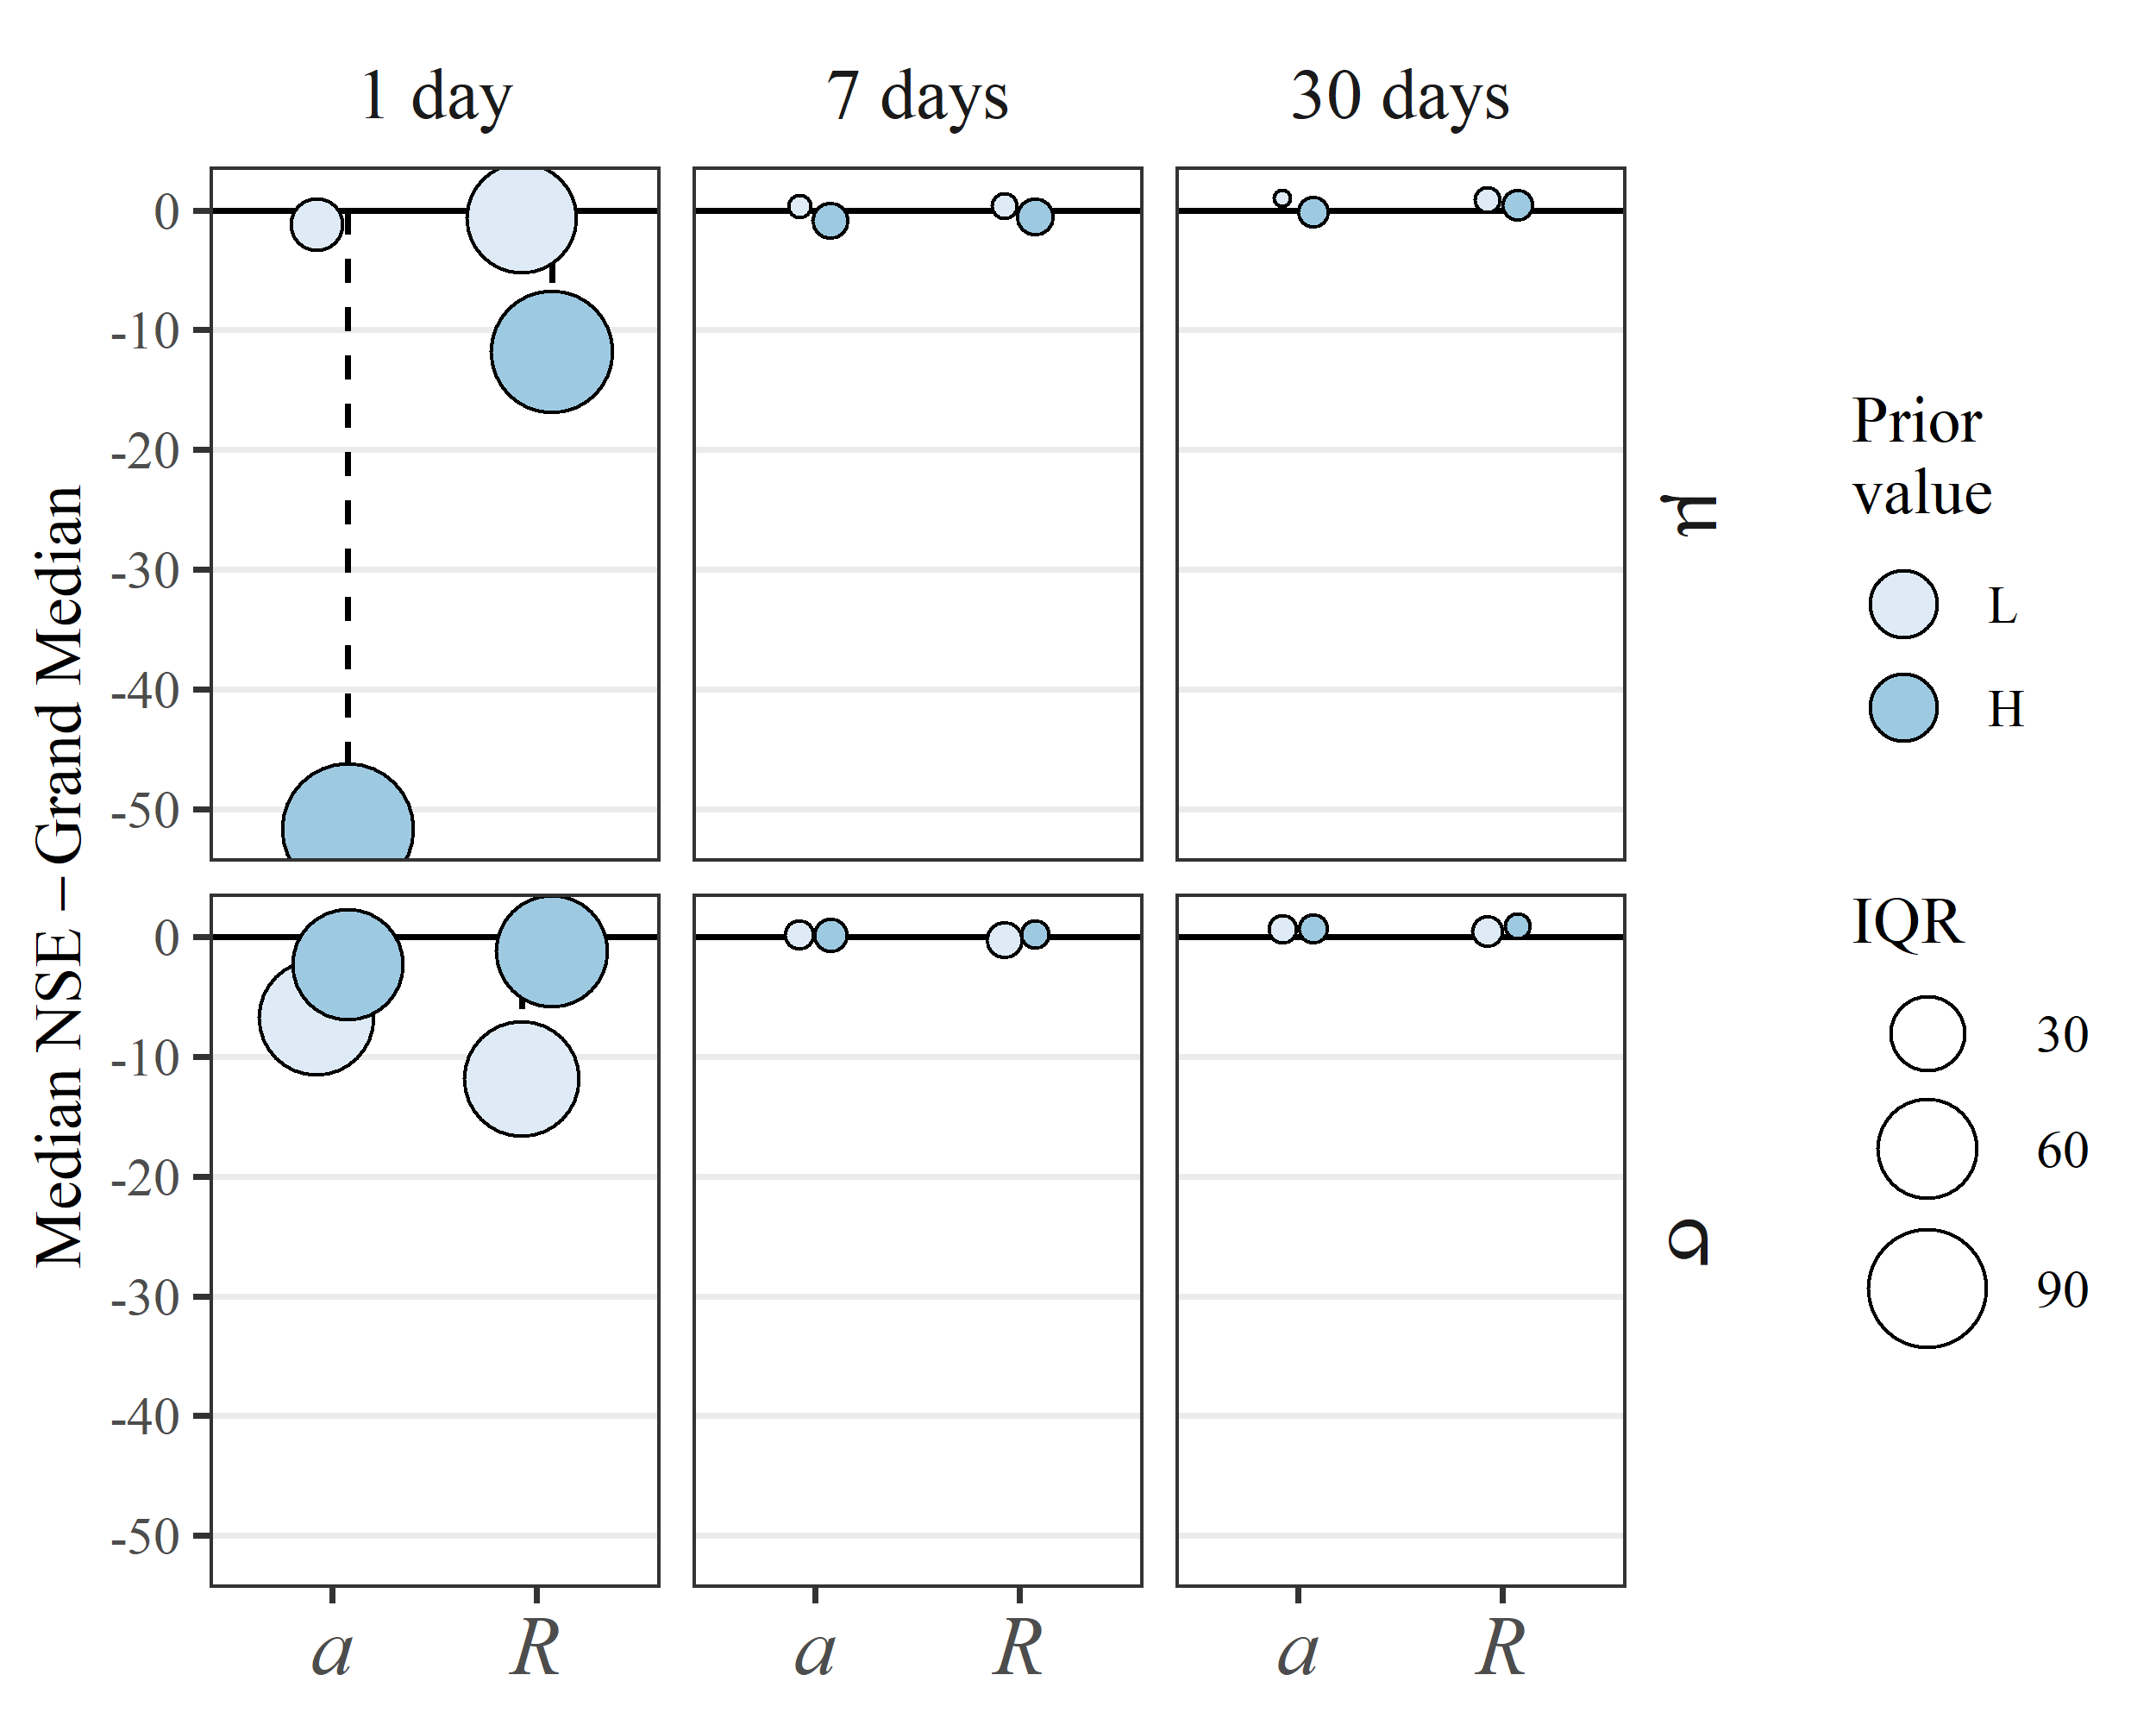 1 day 7 days 30 days
0
-10
-20
-30
-40
-50
μ
0
-10
-20
-30
-40
-50
σ
Median NSE – Grand Median
a R a R a R
Prior
value
L
H
IQR
30
60
90